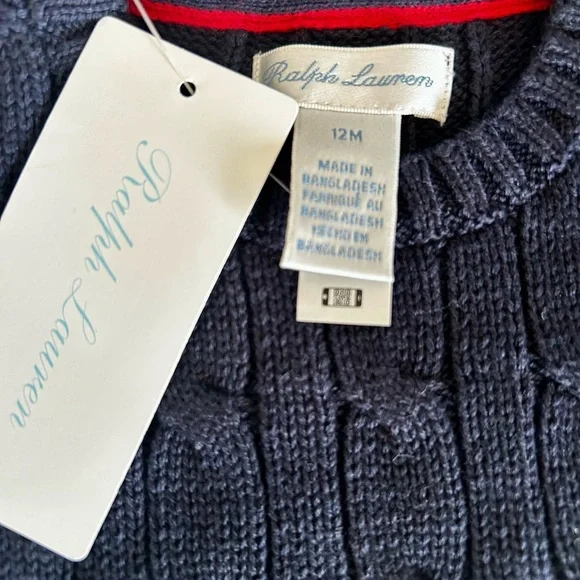 Ralph Lauren
Ralph Lauren
12M
MADE IN
BANGLADESH
FABRIQUÉ AU
BANGLADESH
HECHO EN
BANGLADESH